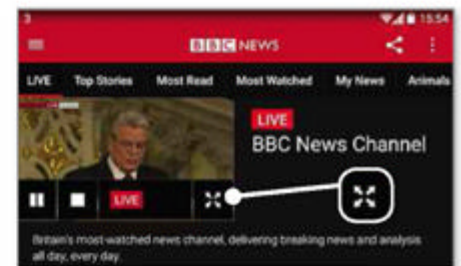 3 15:54
BBC NEWS
LIVE Top Stories Most Read Most Watched My News Animals
LIVE
BBC News Channel
LIVE
Britain's most-watched news channel, delivering breaking news and analysis
all day, every day.